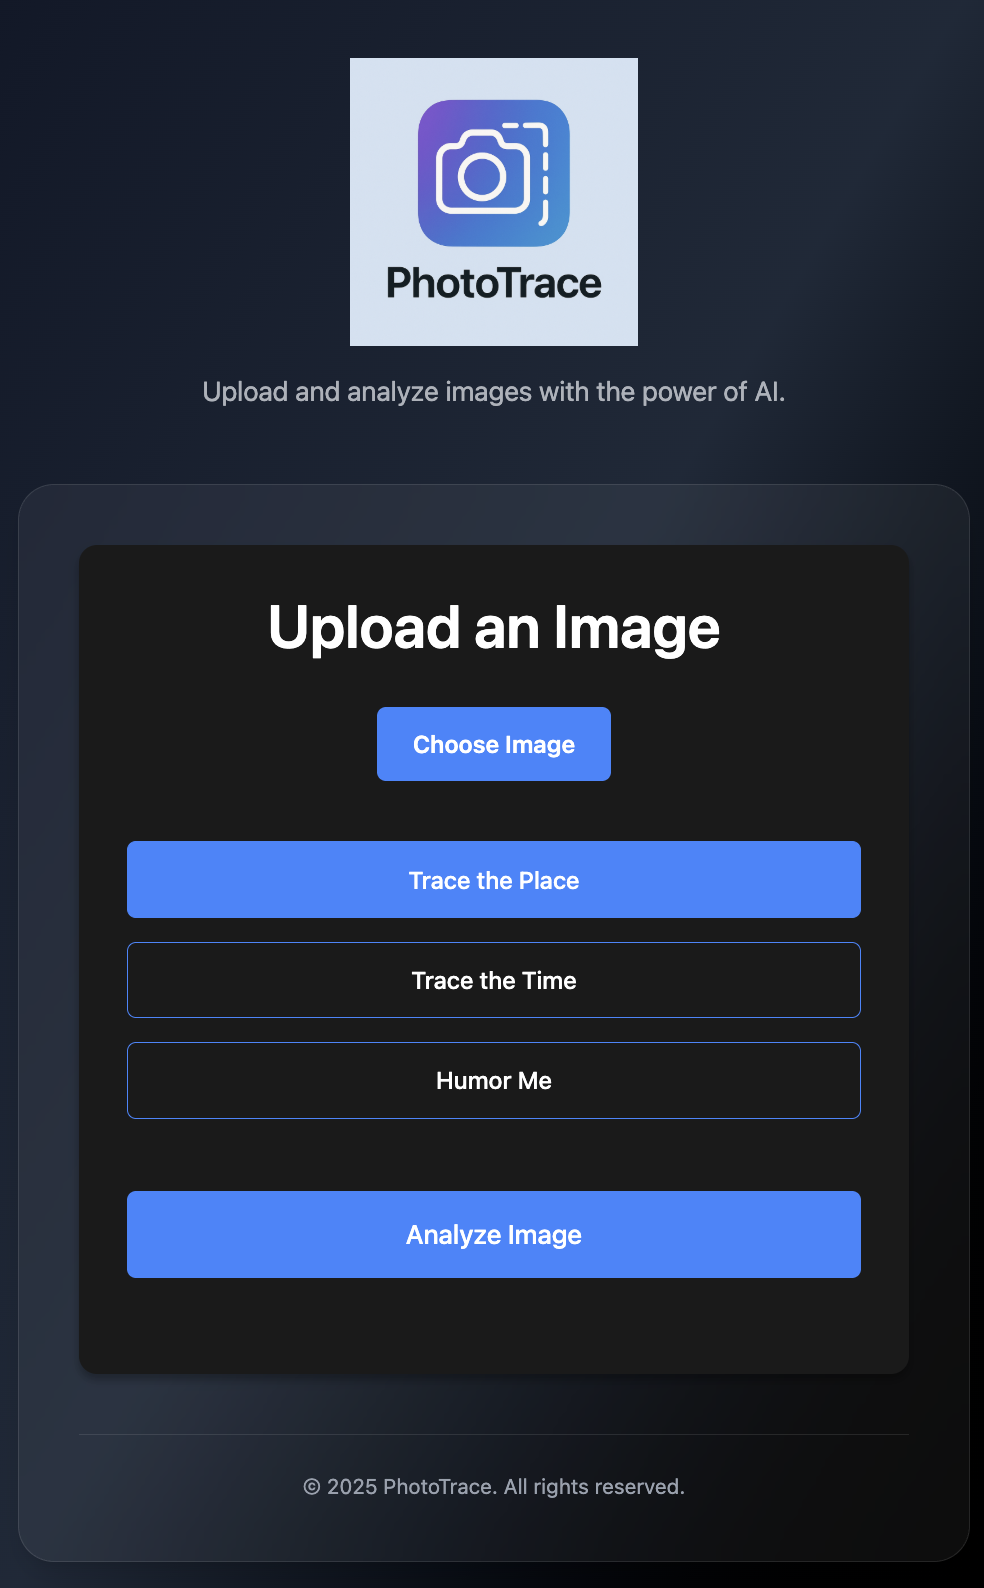 PhotoTrace
Upload and analyze images with the power of AI.
Upload an Image
Choose Image
Trace the Place
Trace the Time
Humor Me
Analyze Image
© 2025 PhotoTrace. All rights reserved.